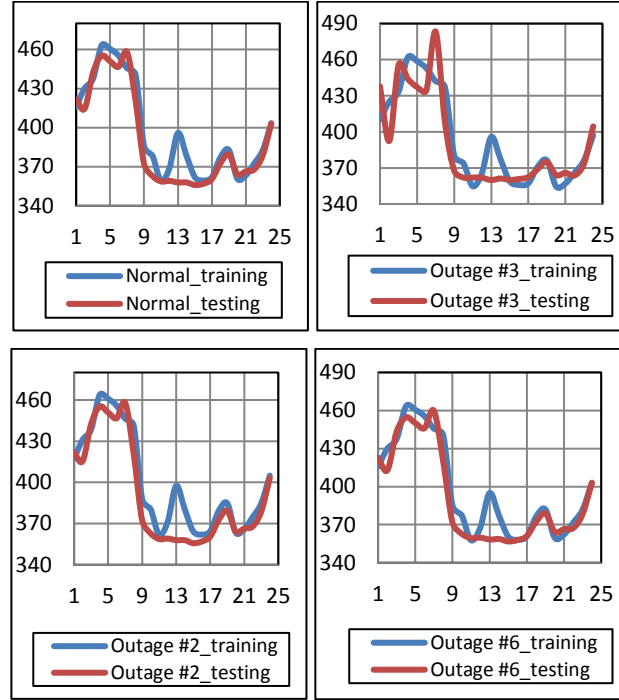 460
430
400
370
340
1 5 9 13 17 21 25
Normal_training
Normal_testing
490
460
430
400
370
340
1 5 9 13 17 21 25
Outage #3_training
Outage #3_testing
460
430
400
370
340
1 5 9 13 17 21 25
Outage #2_training
Outage #2_testing
490
460
430
400
370
340
1 5 9 13 17 21 25
Outage #6_training
Outage #6_testing